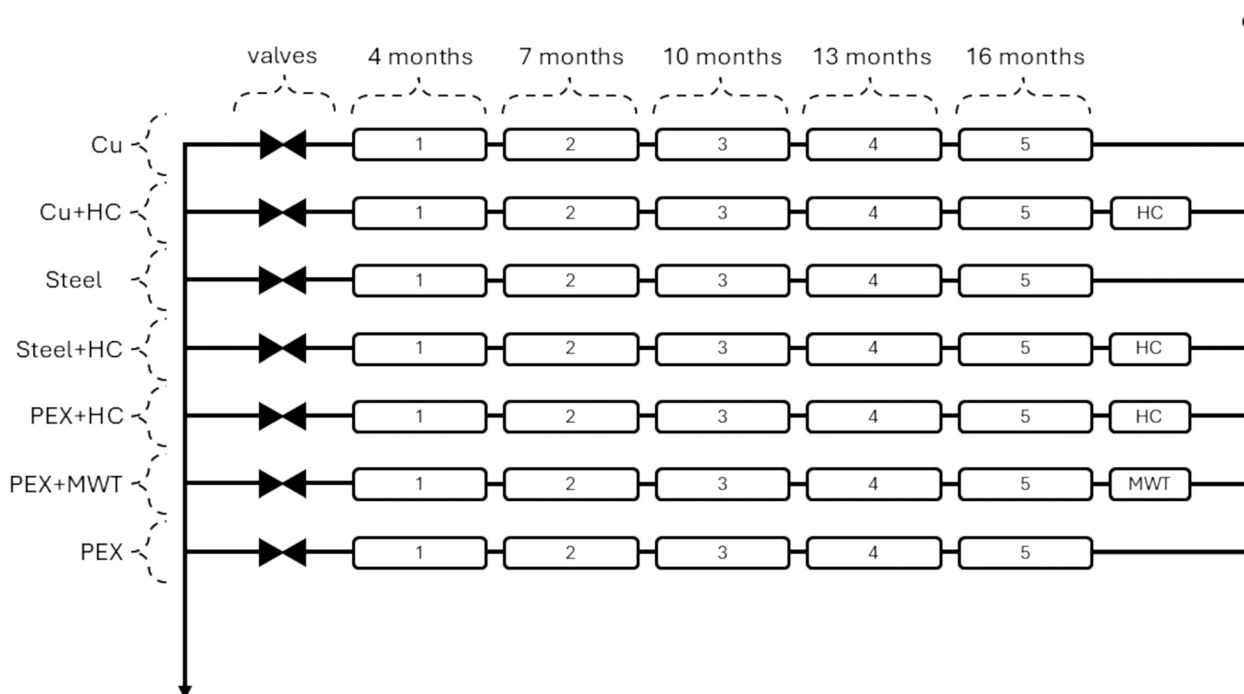 valves 4 months 7 months 10 months 13 months 16 months
Cu 1 2 3 4 5
Cu+HC 1 2 3 4 5 HC
Steel 1 2 3 4 5
Steel+HC 1 2 3 4 5 HC
PEX+HC 1 2 3 4 5 HC
PEX+MWT 1 2 3 4 5 MWT
PEX 1 2 3 4 5